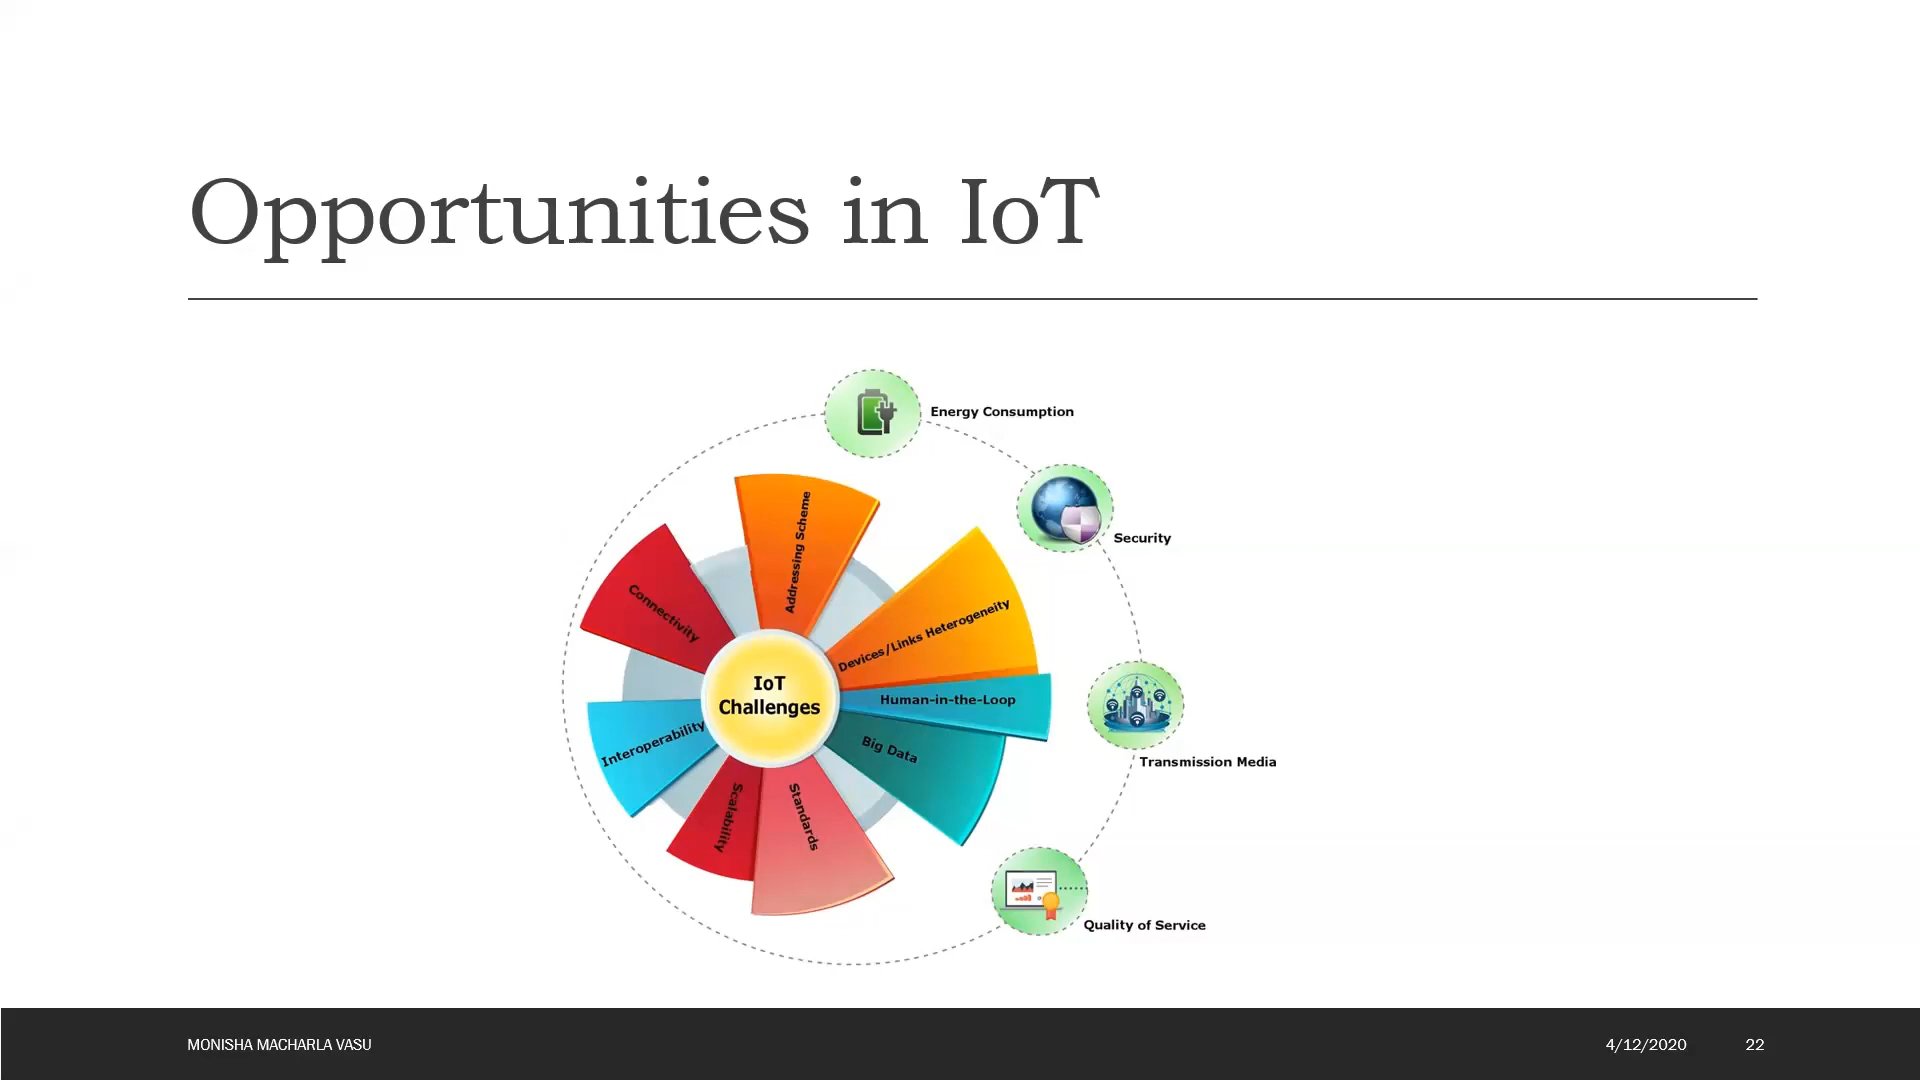 Opportunities in IoT
Energy Consumption
Security
Addressing Scheme
Connectivity
Devices/Links Heterogeneity
IoT
Challenges
Human-in-the-Loop
Interoperability
Big Data
Transmission Media
Scalability
Standards
Quality of Service
MONISHA MACHARLA VASU
4/12/2020
22